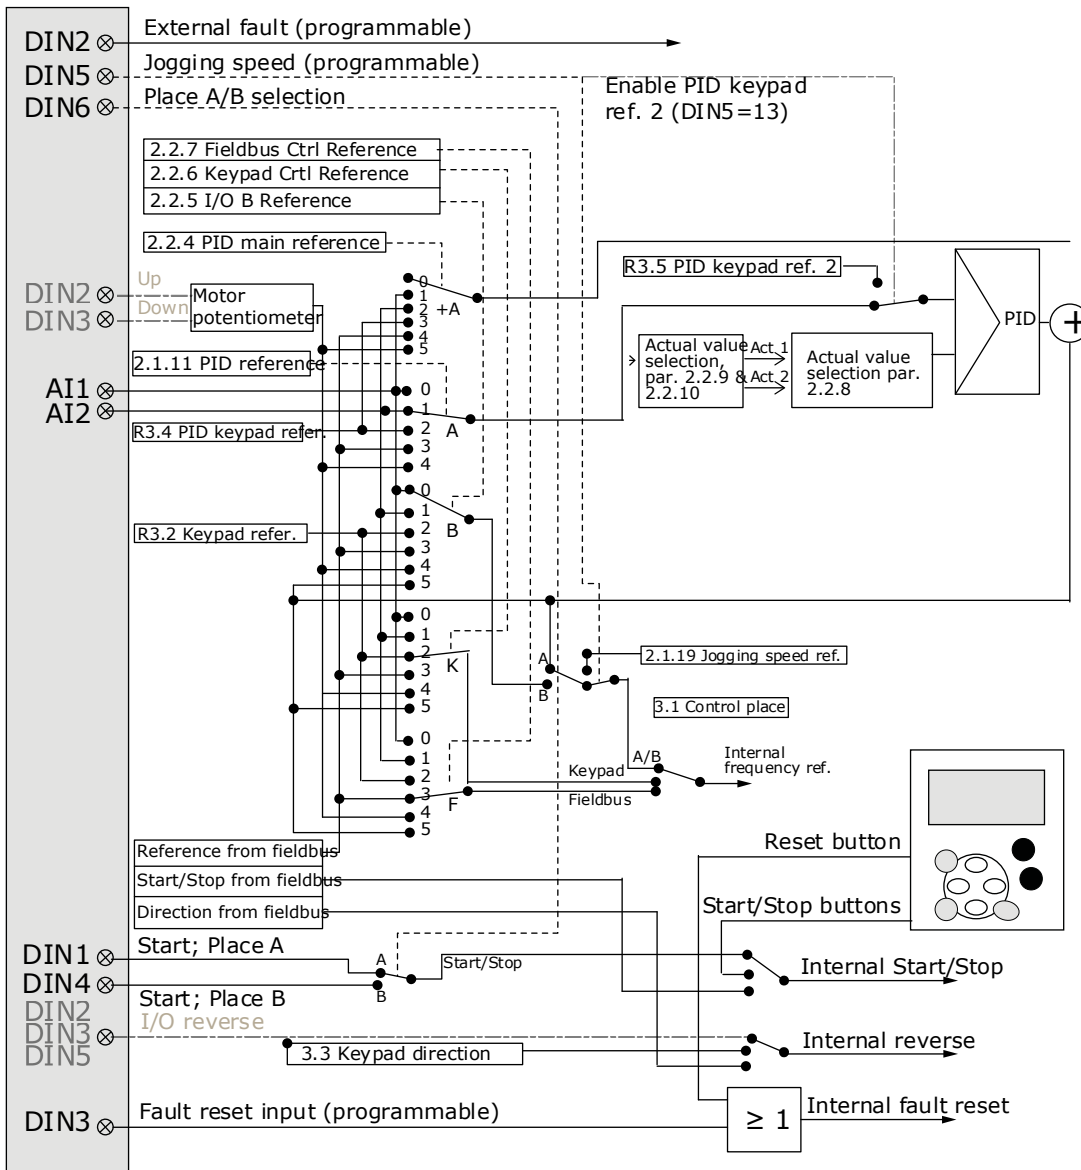 DIN2
External fault (programmable)
DIN5
Jogging speed (programmable)
DIN6
Place A/B selection
Enable PID keypad
ref. 2 (DIN5=13)
2.2.7 Fieldbus Ctrl Reference
2.2.6 Keypad Crtl Reference
2.2.5 I/O B Reference
2.2.4 PID main reference
R3.5 PID keypad ref. 2
DIN2
Up
DIN3
Down
Motor
potentiometer
0
1
2
+A
3
4
5
PID
+
Actual value
selection,
par. 2.2.9 &
2.2.10
Act.1
Act.2
Actual value
selection par.
2.2.8
2.1.11 PID reference
AI1
AI2
0
1
2
A
3
4
R3.4 PID keypad refer.
0
1
B
2
3
4
5
R3.2 Keypad refer.
0
1
2
K
3
4
5
A
B
2.1.19 Jogging speed ref.
3.1 Control place
0
1
2
3
F
4
5
A/B
Keypad
Fieldbus
Internal
frequency ref.
Reference from fieldbus
Start/Stop from fieldbus
Direction from fieldbus
Reset button
Start/Stop buttons
DIN1
Start; Place A
DIN4
A
B
Start/Stop
Internal Start/Stop
Start; Place B
DIN2
I/O reverse
DIN3
DIN5
3.3 Keypad direction
Internal reverse
DIN3
Fault reset input (programmable)
≥ 1
Internal fault reset